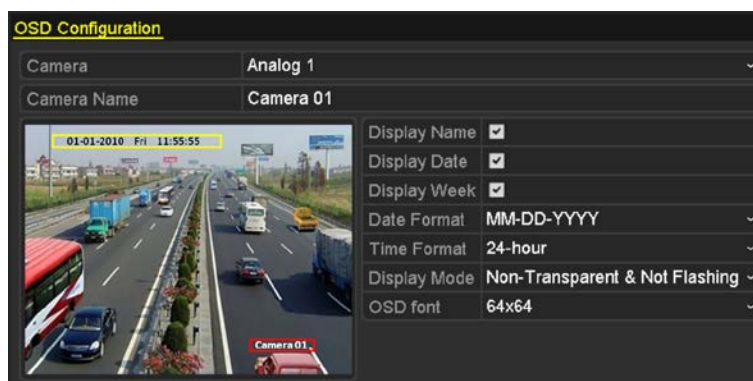 OSD Configuration
Camera Analog 1
Camera Name Camera 01
01-01-2010 Fri 11:55:55
Display Name
Display Date
Display Week
Date Format MM-DD-YYYY
Time Format 24-hour
Display Mode Non-Transparent & Not Flashing
OSD font 64x64
Camera 01